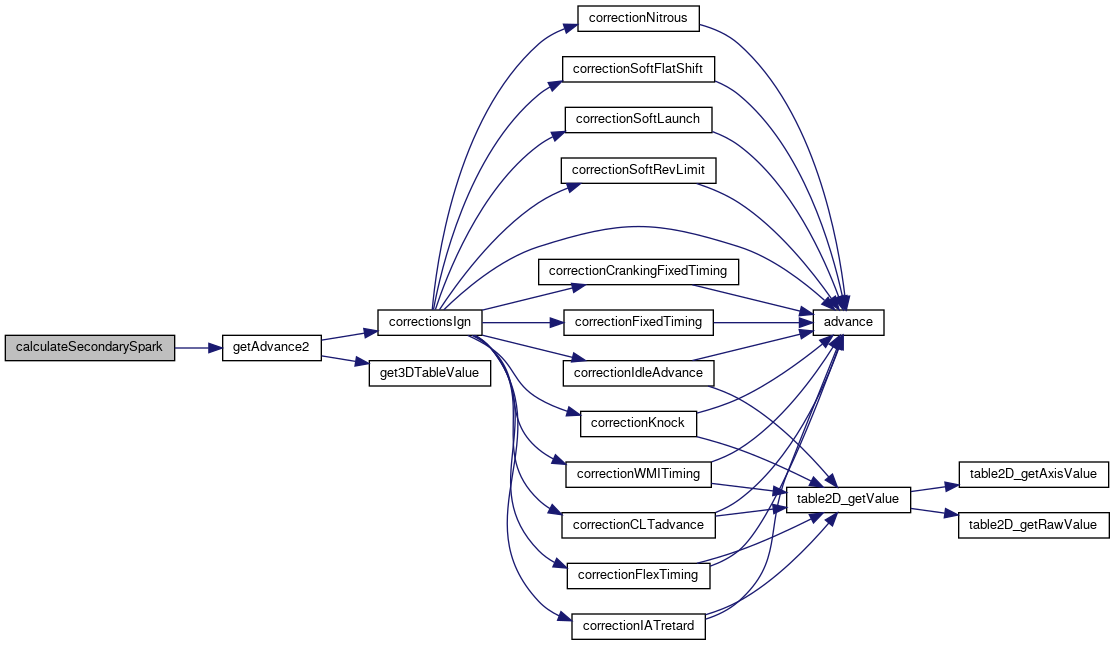 calculateSecondarySpark
getAdvance2
correctionsIgn
get3DTableValue
correctionNitrous
correctionSoftFlatShift
correctionSoftLaunch
correctionSoftRevLimit
correctionCrankingFixedTiming
correctionFixedTiming
correctionIdleAdvance
correctionKnock
correctionWMITiming
correctionCLTadvance
correctionFlexTiming
correctionIATretard
advance
table2D_getValue
table2D_getAxisValue
table2D_getRawValue